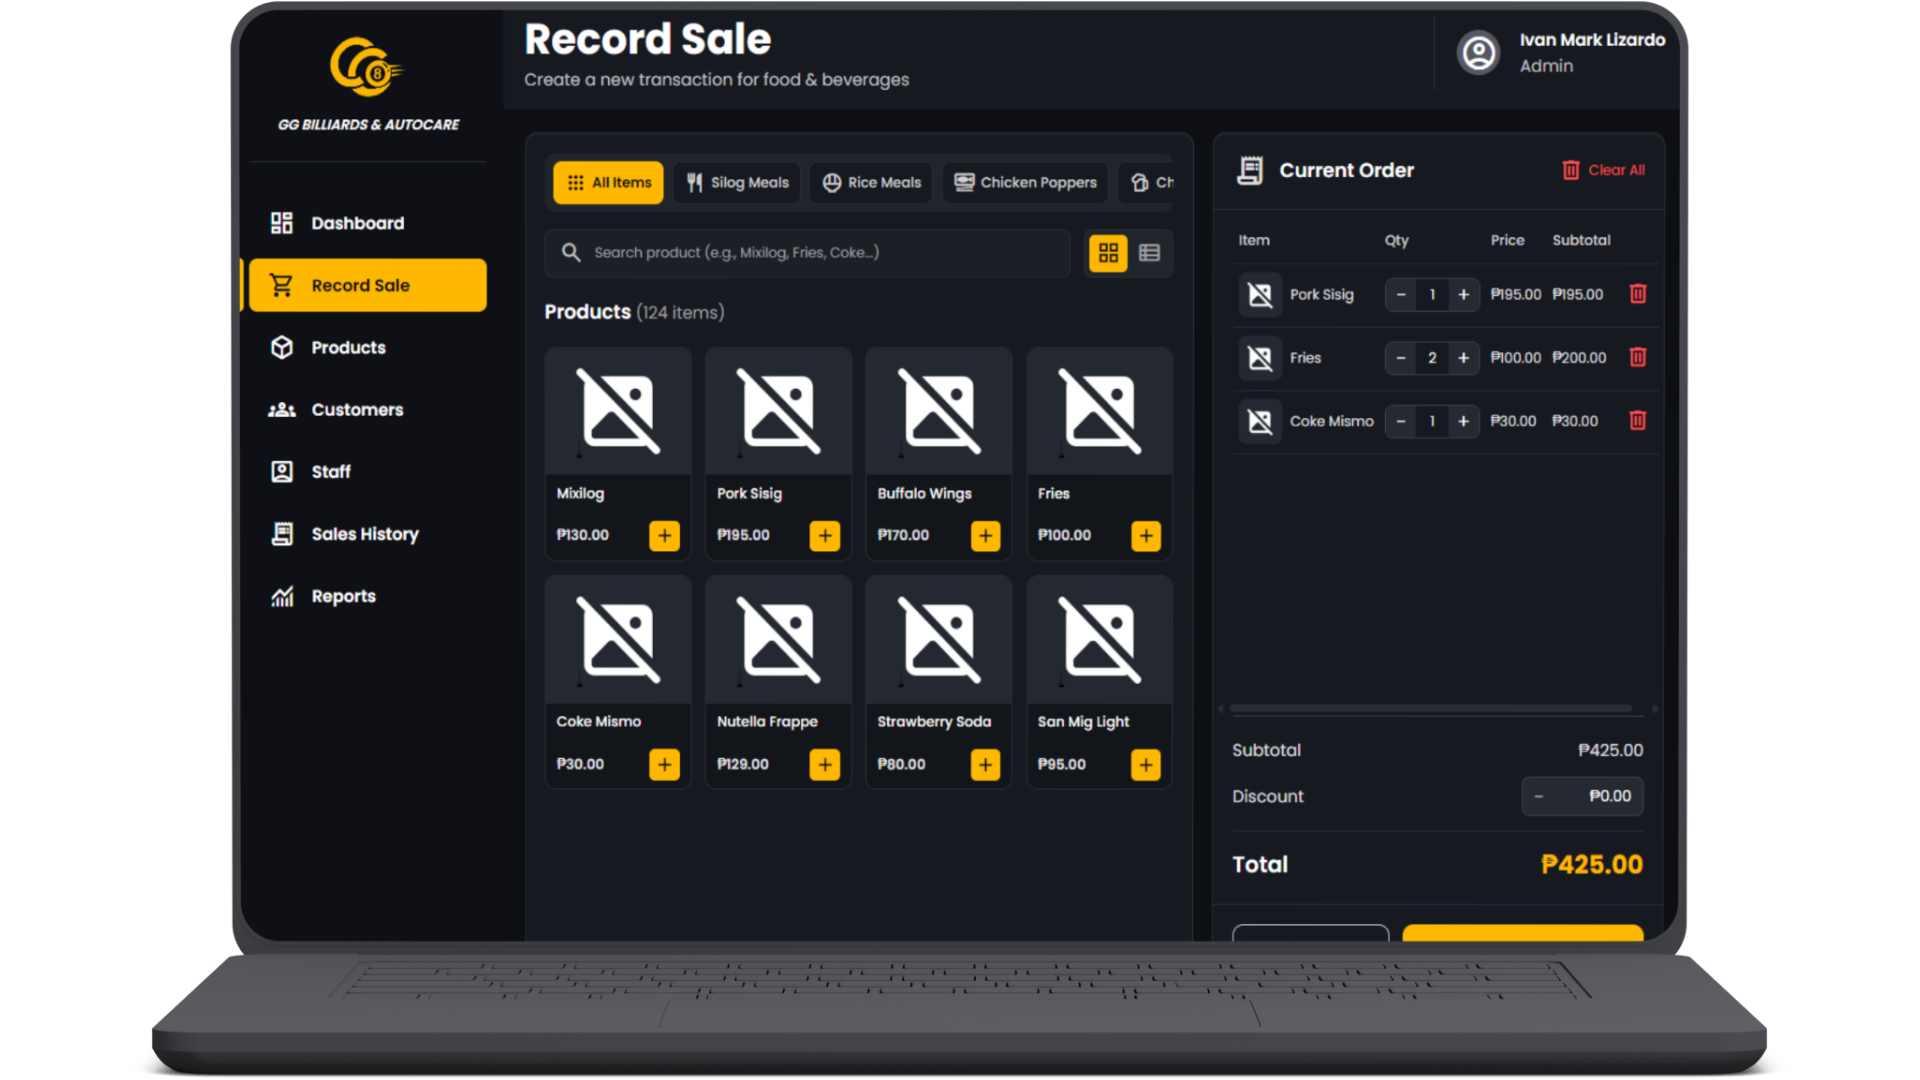 GG BILLIARDS & AUTOCARE
8
Dashboard
Record Sale
Products
Customers
Staff
Sales History
Reports
Record Sale
Create a new transaction for food & beverages
Ivan Mark Lizardo
Admin
All Items
Silog Meals
Rice Meals
Chicken Poppers
Ch
Search product (e.g., Mixilog, Fries, Coke...)
Products (124 items)
Mixilog
₱130.00 +
Pork Sisig
₱195.00 +
Buffalo Wings
₱170.00 +
Fries
₱100.00 +
Coke Mismo
₱30.00 +
Nutella Frappe
₱129.00 +
Strawberry Soda
₱80.00 +
San Mig Light
₱95.00 +
Current Order
Clear All
Item Qty Price Subtotal
Pork Sisig - 1 + ₱195.00 ₱195.00
Fries - 2 + ₱100.00 ₱200.00
Coke Mismo - 1 + ₱30.00 ₱30.00
Subtotal ₱425.00
Discount - ₱0.00
Total ₱425.00